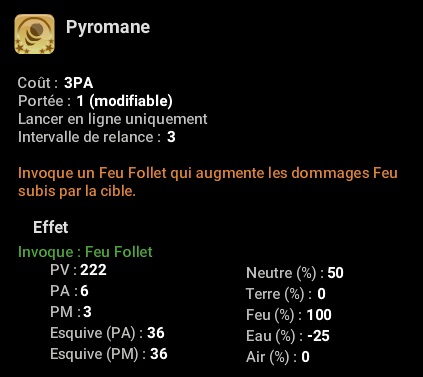 Pyromane
Coût : 3PA
Portée : 1 (modifiable)
Lancer en ligne uniquement
Intervalle de relance : 3
Invoque un Feu Follet qui augmente les dommages Feu
subis par la cible.
Effet
Invoque : Feu Follet
PV : 222
PA : 6
PM : 3
Esquive (PA) : 36
Esquive (PM) : 36
Neutre (%) : 50
Terre (%) : 0
Feu (%) : 100
Eau (%) : -25
Air (%) : 0